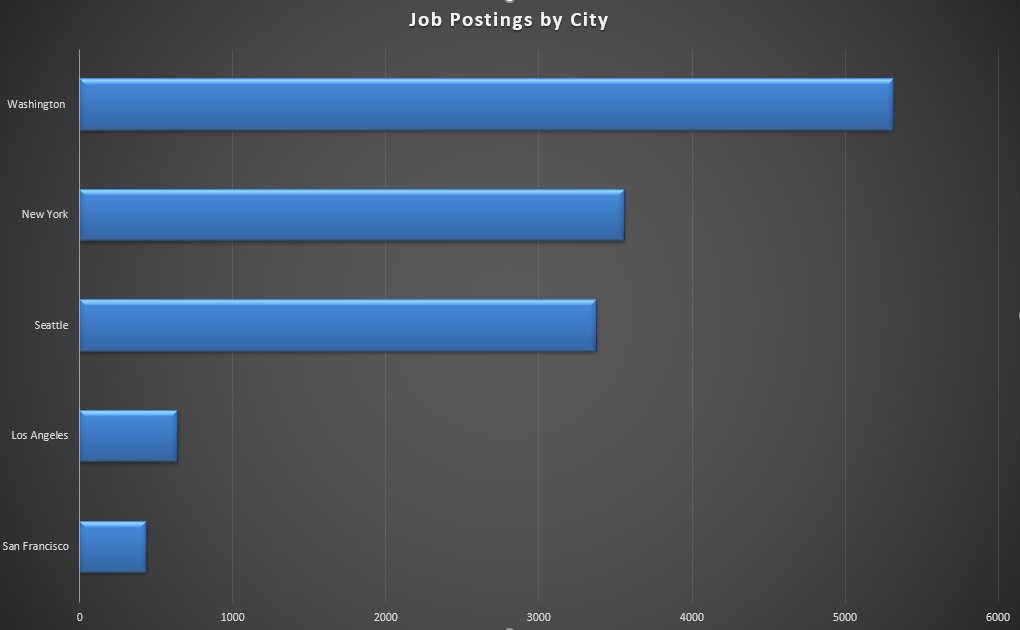 Job Postings by City
Washington
New York
Seattle
Los Angeles
San Francisco
0 1000 2000 3000 4000 5000 6000